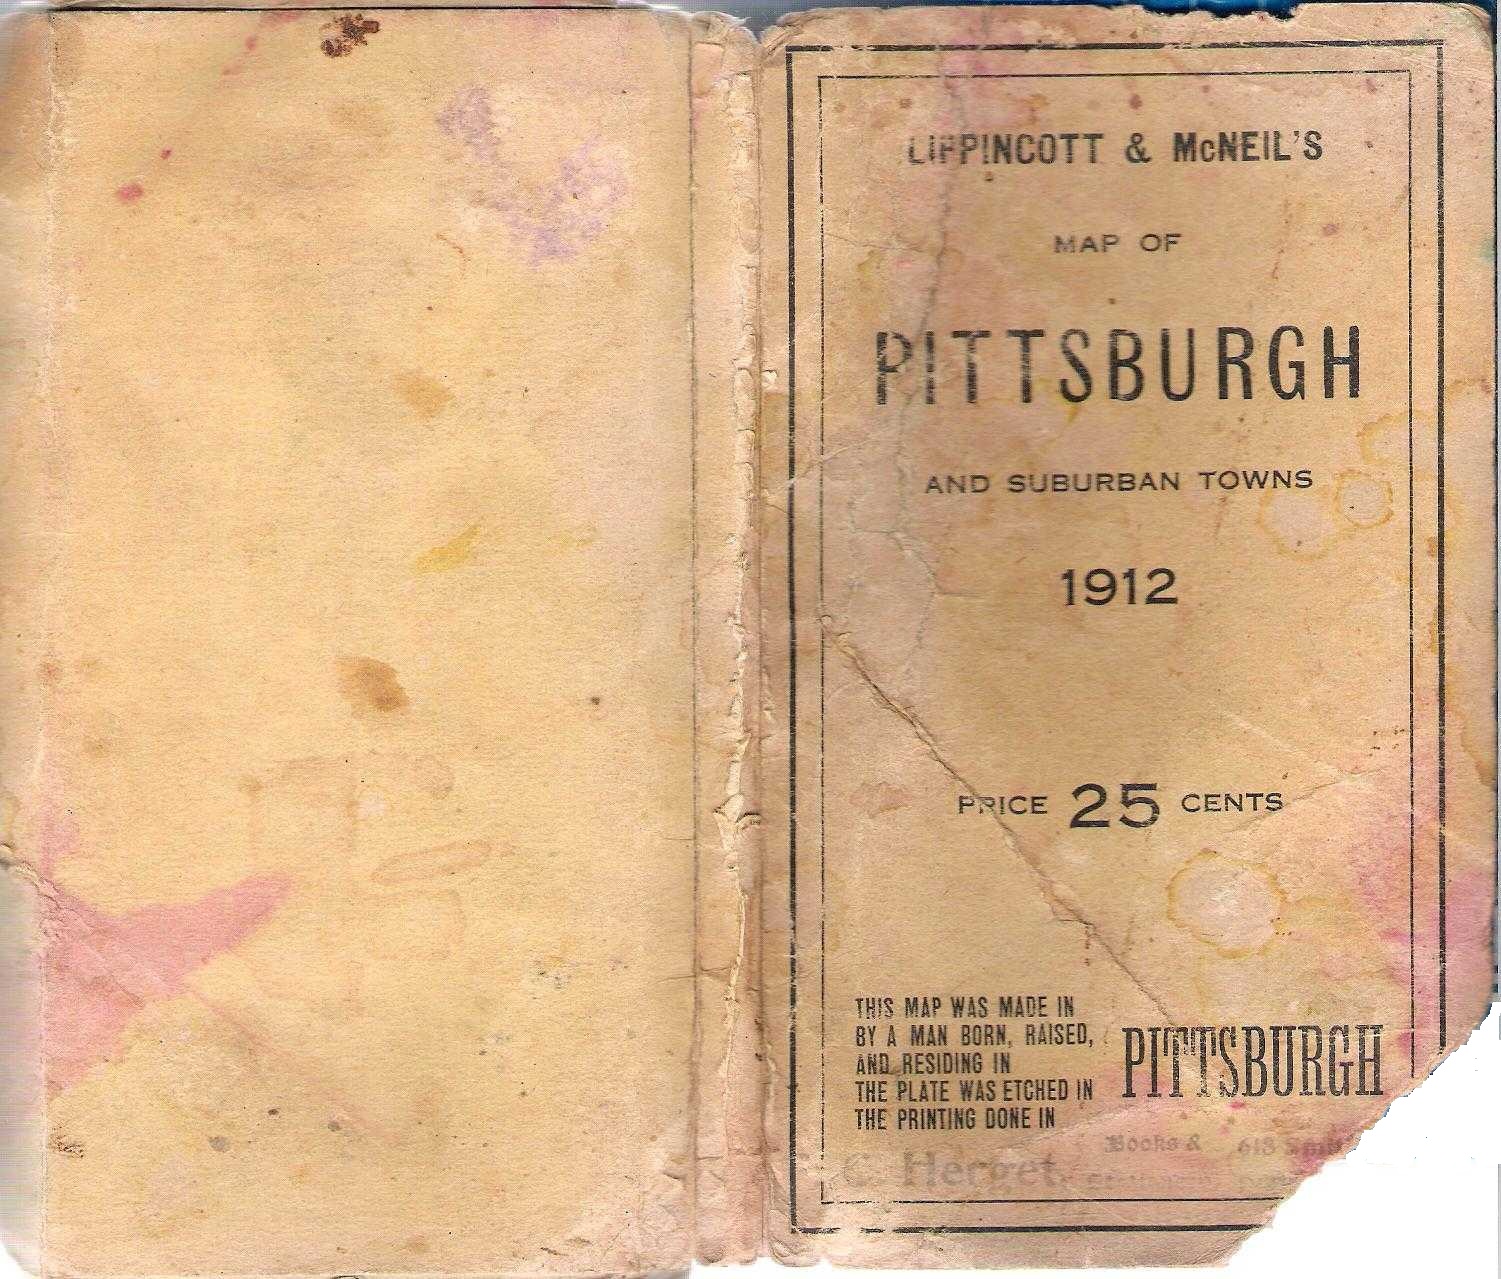 LIPPINCOTT & McNEIL'S
MAP OF
PITTSBURGH
AND SUBURBAN TOWNS
1912
PRICE 25 CENTS
THIS MAP WAS MADE IN
BY A MAN BORN, RAISED,
AND RESIDING IN
THE PLATE WAS ETCHED IN
THE PRINTING DONE IN
PITTSBURGH
C. Herget,
Books &